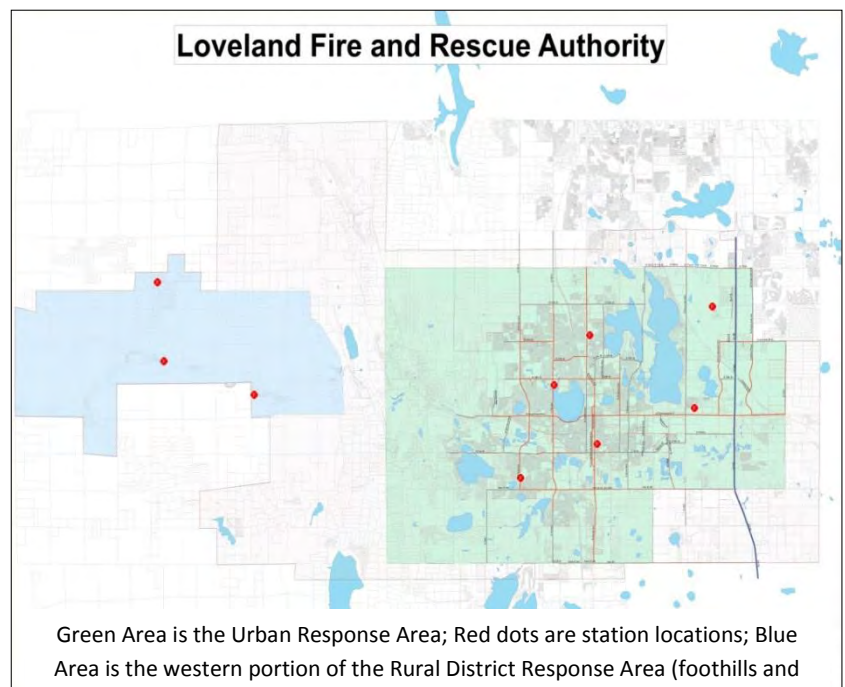 Loveland Fire and Rescue Authority
Green Area is the Urban Response Area; Red dots are station locations; Blue
Area is the western portion of the Rural District Response Area (foothills and